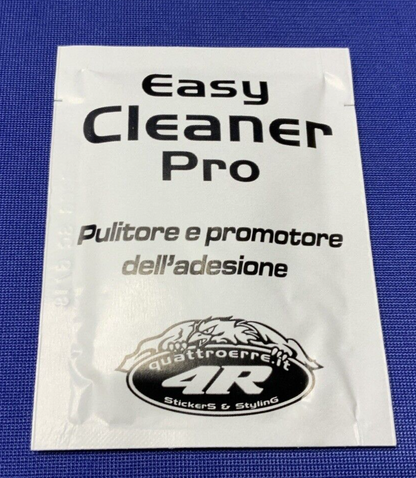 Easy
Cleaner
Pro
Pulitore e promotore
dell'adesione
quattroerre.it
4R
StickerS & StylinG